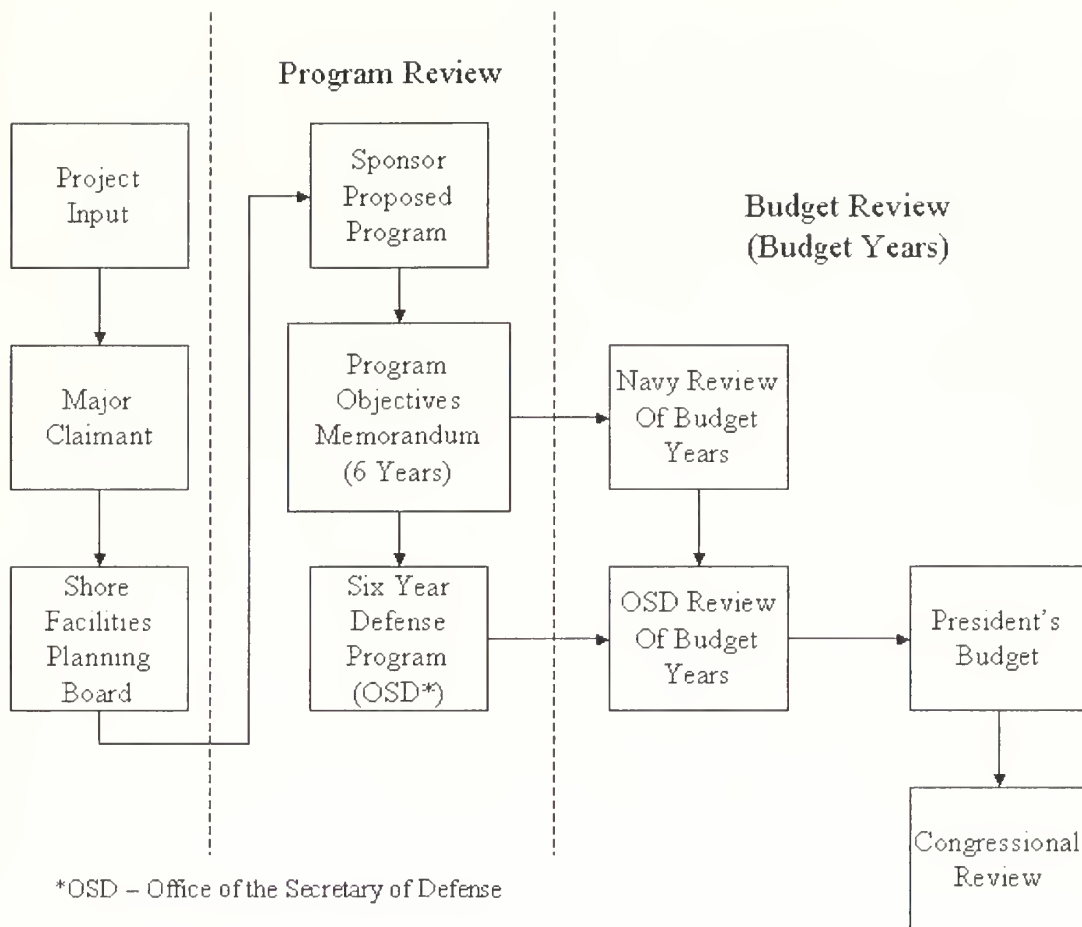 Project
Input
Major
Claimant
Shore
Facilities
Planning
Board
Program Review
Sponsor
Proposed
Program
Program
Objectives
Memorandum
(6 Years)
Six Year
Defense
Program
(OSD*)
Budget Review
(Budget Years)
Navy Review
Of Budget
Years
OSD Review
Of Budget
Years
President's
Budget
Congressional
Review
*OSD – Office of the Secretary of Defense